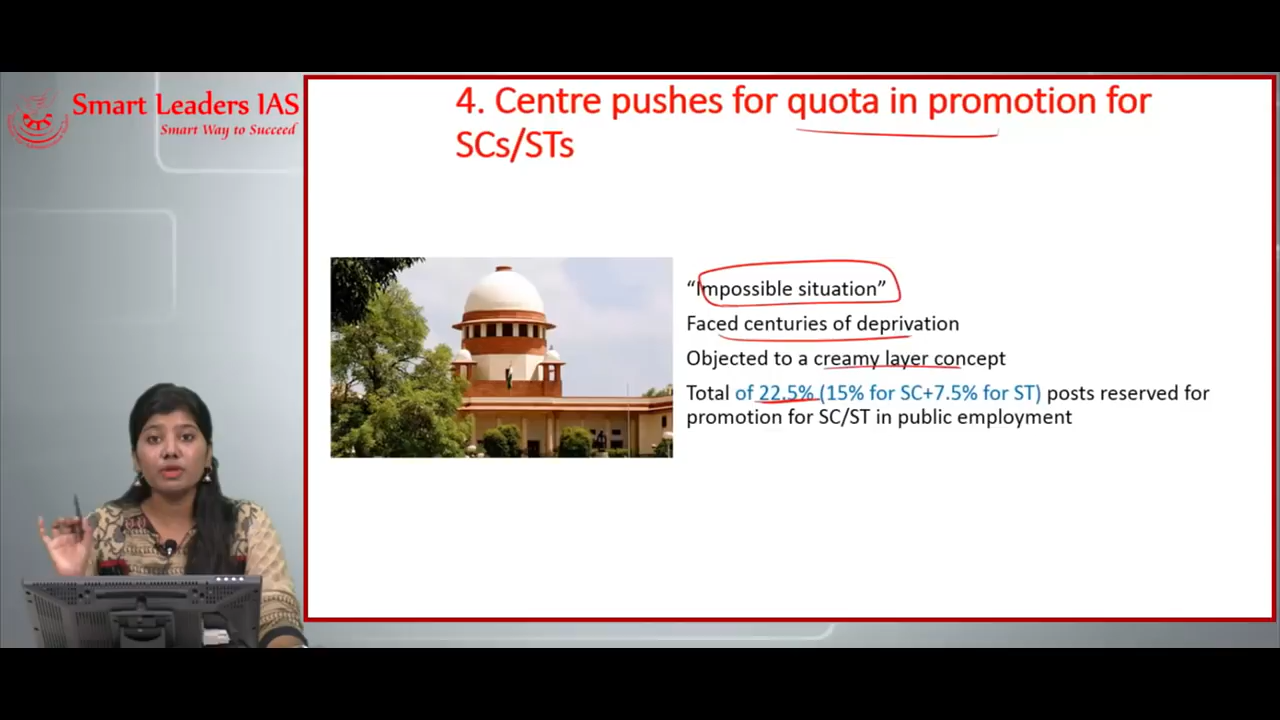 Smart Leaders IAS
Smart Way to Succeed
4. Centre pushes for quota in promotion for
SCs/STs
“Impossible situation”
Faced centuries of deprivation
Objected to a creamy layer concept
Total of 22.5% (15% for SC+7.5% for ST) posts reserved for
promotion for SC/ST in public employment